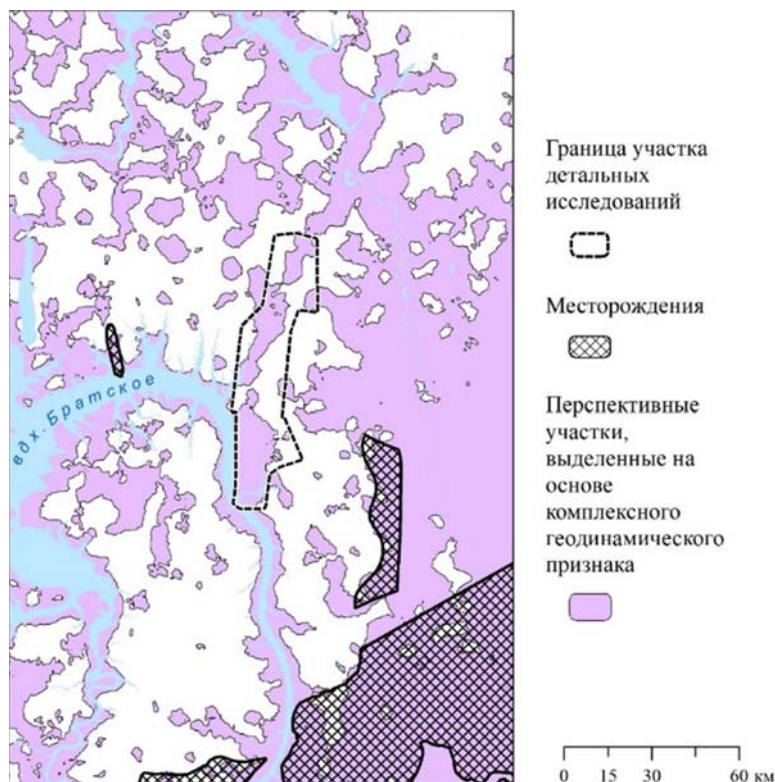 вдх. Братское
Граница участка
детальных
исследований
Месторождения
Перспективные
участки,
выделенные на
основе
комплексного
геодинамического
признака
0 15 30 60 км